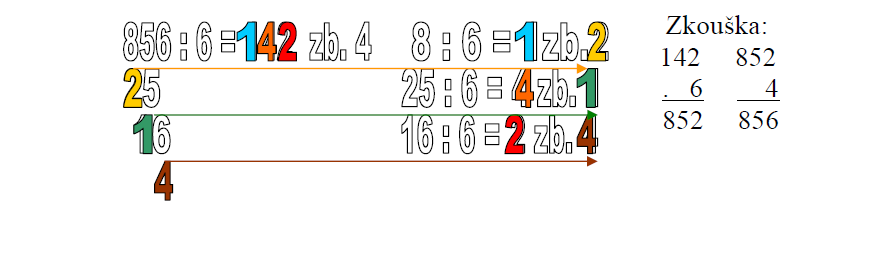 856 : 6 = 142 zb. 4
25
16
4
8 : 6 = 1 zb. 2
25 : 6 = 4 zb. 1
16 : 6 = 2 zb. 4
Zkouška:
142 852
. 6 4
852 856